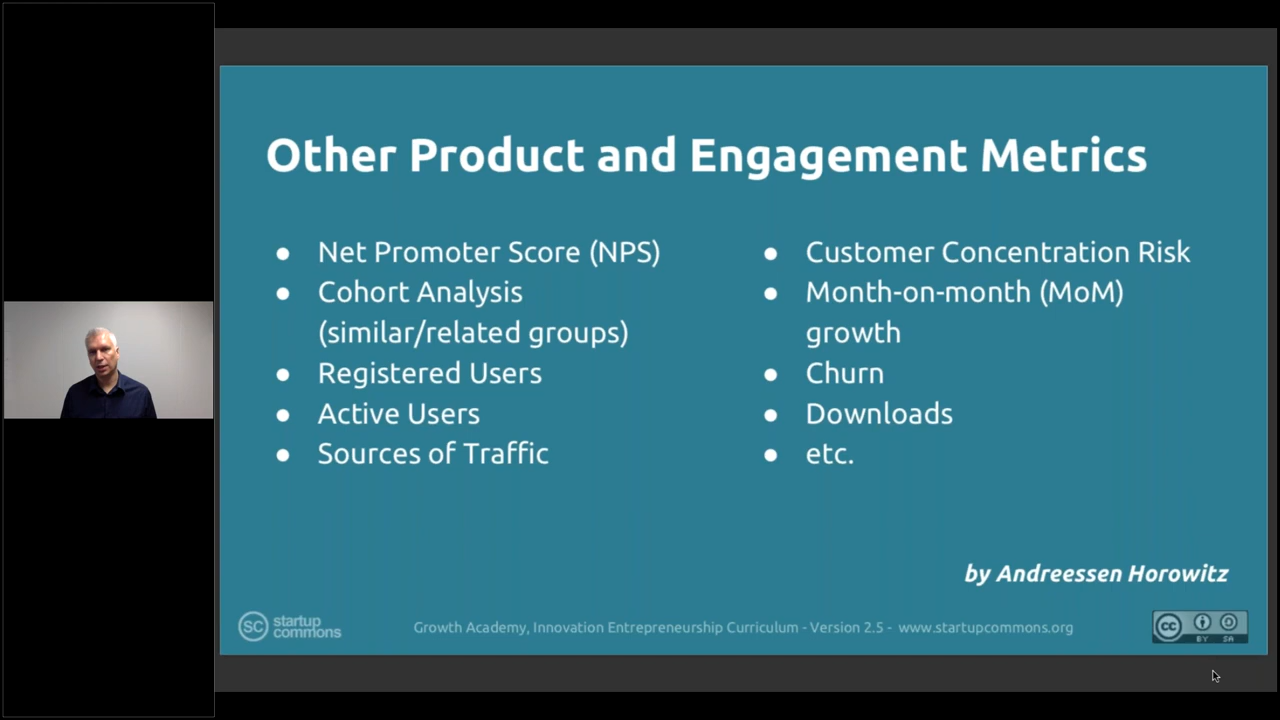 Other Product and Engagement Metrics
● Net Promoter Score (NPS)
● Cohort Analysis
(similar/related groups)
● Registered Users
● Active Users
● Sources of Traffic
● Customer Concentration Risk
● Month-on-month (MoM)
growth
● Churn
● Downloads
● etc.
by Andreessen Horowitz
SC startup
commons
Growth Academy, Innovation Entrepreneurship Curriculum - Version 2.5 - www.startupcommons.org
cc
BY SA